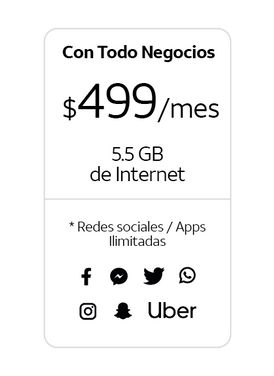 Con Todo Negocios
$499/mes
5.5 GB
de Internet
* Redes sociales / Apps
Ilimitadas
Uber